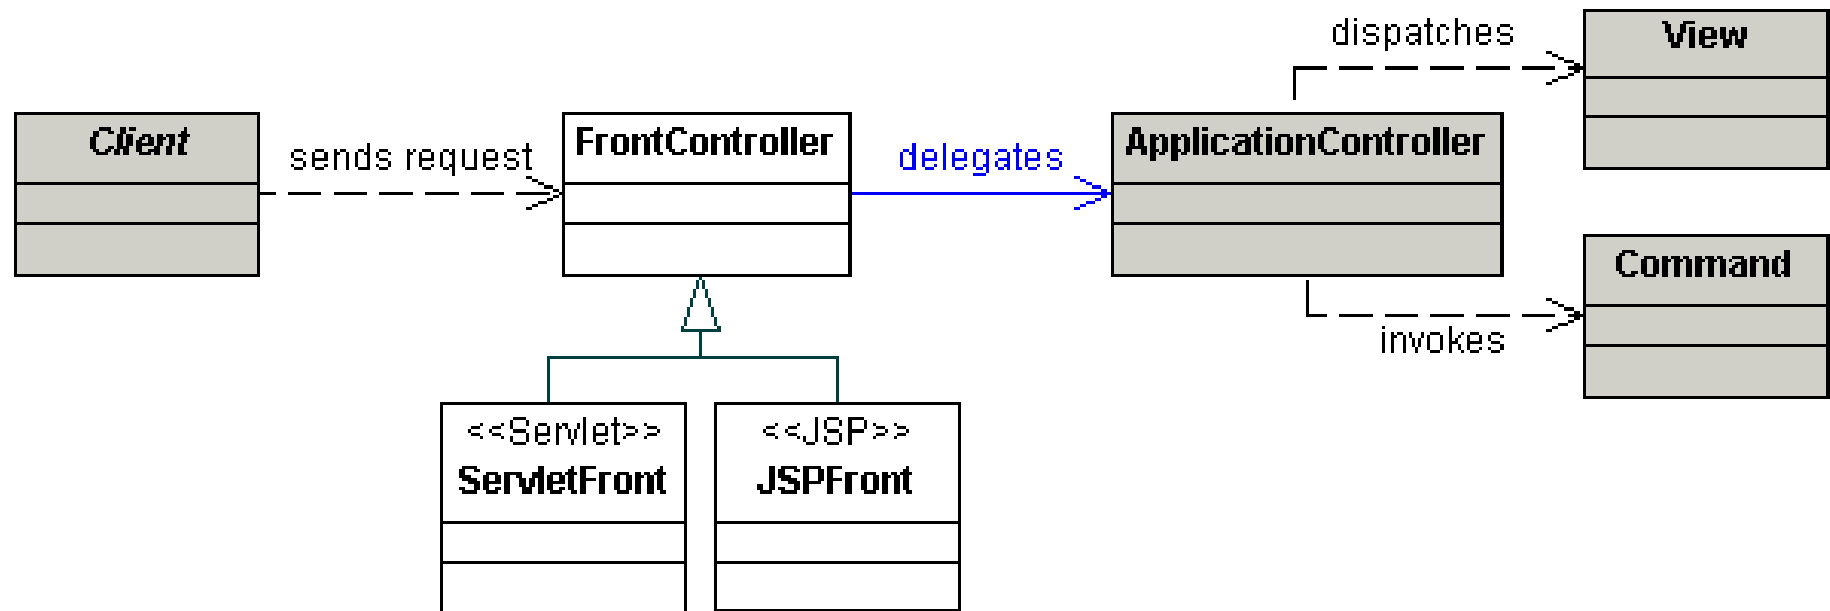 dispatches
View
Client
sends request
FrontController
delegates
ApplicationController
Command
invokes
<<Servlet>>
ServletFront
<<JSP>>
JSPFront